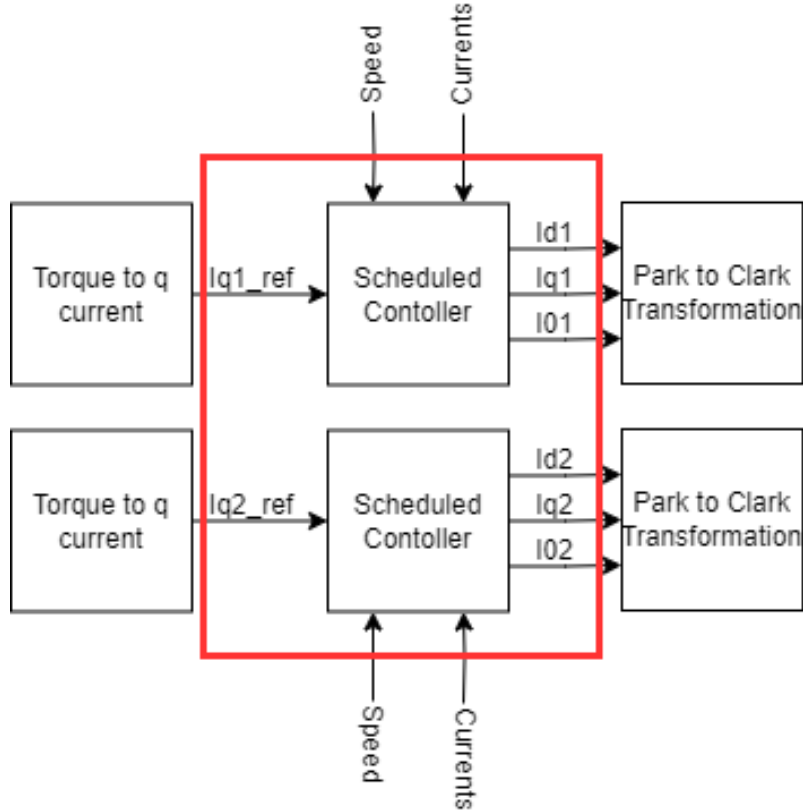 Speed
Currents
Torque to q
current
Iq1_ref
Scheduled
Contoller
Id1
Iq1
I01
Park to Clark
Transformation
Torque to q
current
Iq2_ref
Scheduled
Contoller
Id2
Iq2
I02
Park to Clark
Transformation
Speed
Currents